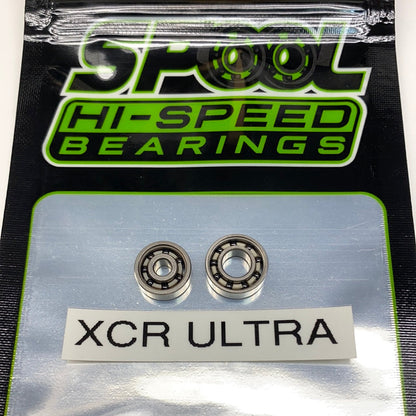 SPOOL
HI-SPEED
BEARINGS
XCR ULTRA